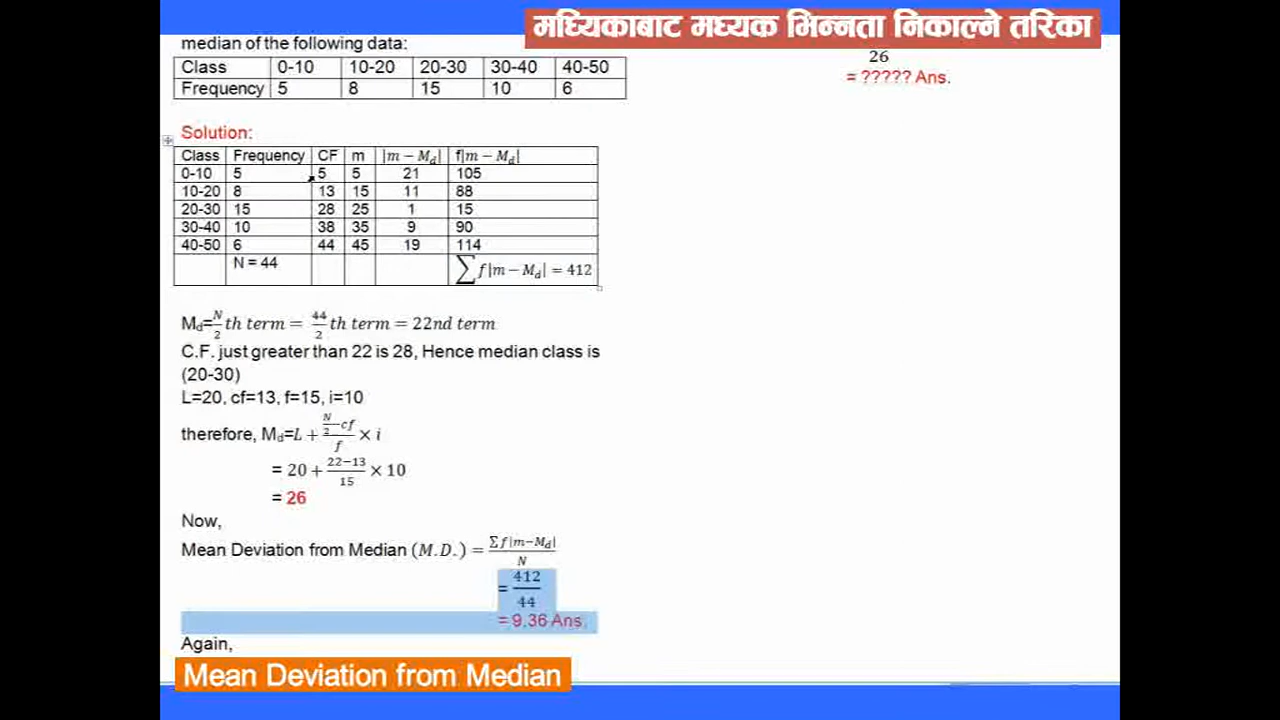 मध्यिकाबाट मध्यक भिन्नता निकाल्ने तरिका
median of the following data:
Class 0-10 10-20 20-30 30-40 40-50
Frequency 5 8 15 10 6
Solution:
Class Frequency CF m |m − M_d| f|m − M_d|
0-10 5 5 5 21 105
10-20 8 13 15 11 88
20-30 15 28 25 1 15
30-40 10 38 35 9 90
40-50 6 44 45 19 114
N = 44 ∑ f|m − M_d| = 412
M_d= N/2 th term = 44/2 th term = 22nd term
C.F. just greater than 22 is 28, Hence median class is
(20-30)
L=20, cf=13, f=15, i=10
therefore, M_d=L + (N/2 − cf)/f × i
= 20 + (22−13)/15 × 10
= 26
Now,
Mean Deviation from Median (M.D.) = ∑f|m−M_d|/N
= 412/44
= 9.36 Ans.
Again,
Mean Deviation from Median
26
= ????? Ans.